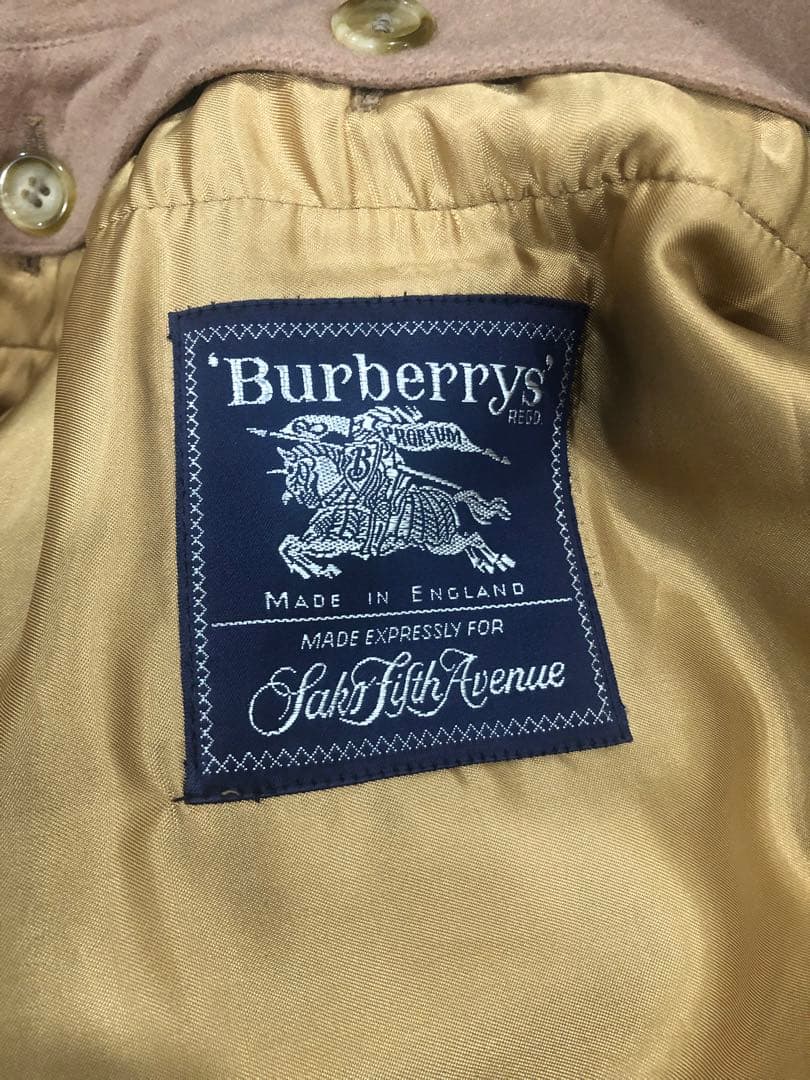 'Burberrys'
REGD.
PRORSUM
B
MADE IN ENGLAND
MADE EXPRESSLY FOR
Saks Fifth Avenue